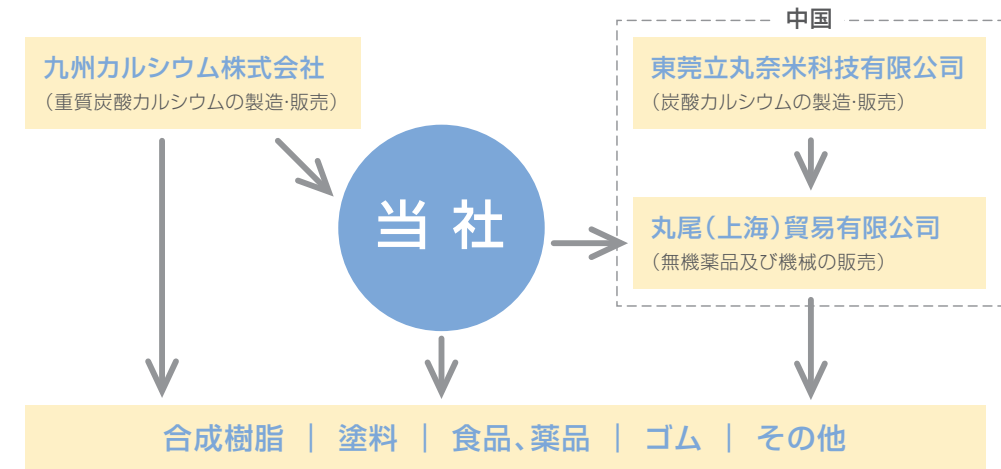 中国
九州カルシウム株式会社
（重質炭酸カルシウムの製造・販売）
東莞立丸奈米科技有限公司
（炭酸カルシウムの製造・販売）
当社
丸尾（上海）貿易有限公司
（無機薬品及び機械の販売）
合成樹脂 ｜ 塗料 ｜ 食品、薬品 ｜ ゴム ｜ その他